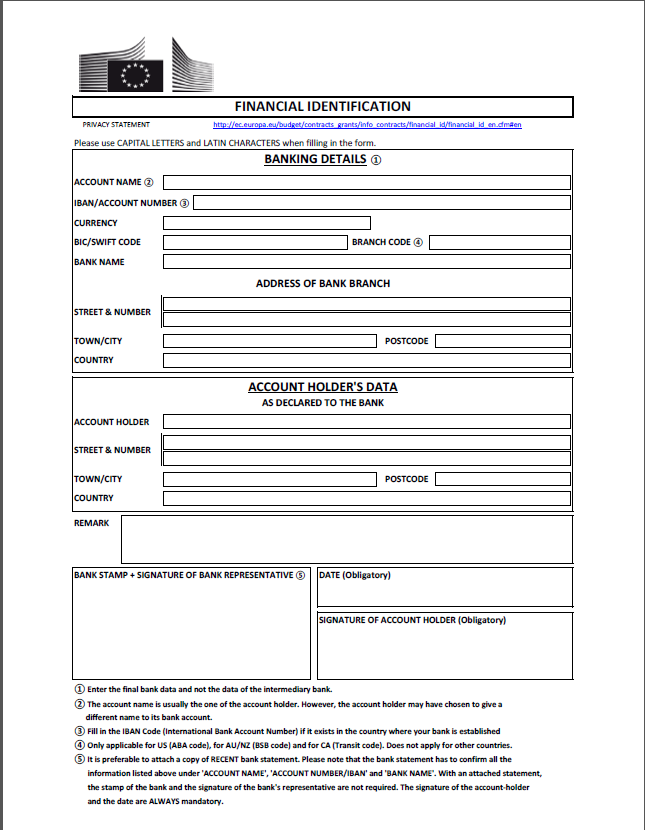 FINANCIAL IDENTIFICATION
PRIVACY STATEMENT http://ec.europa.eu/budget/contracts_grants/info_contracts/financial_id/financial_id_en.cfm#en
Please use CAPITAL LETTERS and LATIN CHARACTERS when filling in the form.
BANKING DETAILS ①
ACCOUNT NAME ②
IBAN/ACCOUNT NUMBER ③
CURRENCY
BIC/SWIFT CODE BRANCH CODE ④
BANK NAME
ADDRESS OF BANK BRANCH
STREET & NUMBER
TOWN/CITY POSTCODE
COUNTRY
ACCOUNT HOLDER'S DATA
AS DECLARED TO THE BANK
ACCOUNT HOLDER
STREET & NUMBER
TOWN/CITY POSTCODE
COUNTRY
REMARK
BANK STAMP + SIGNATURE OF BANK REPRESENTATIVE ⑤ DATE (Obligatory)
SIGNATURE OF ACCOUNT HOLDER (Obligatory)
① Enter the final bank data and not the data of the intermediary bank.
② The account name is usually the one of the account holder. However, the account holder may have chosen to give a
different name to its bank account.
③ Fill in the IBAN Code (International Bank Account Number) if it exists in the country where your bank is established
④ Only applicable for US (ABA code), for AU/NZ (BSB code) and for CA (Transit code). Does not apply for other countries.
⑤ It is preferable to attach a copy of RECENT bank statement. Please note that the bank statement has to confirm all the
information listed above under 'ACCOUNT NAME', 'ACCOUNT NUMBER/IBAN' and 'BANK NAME'. With an attached statement,
the stamp of the bank and the signature of the bank's representative are not required. The signature of the account-holder
and the date are ALWAYS mandatory.